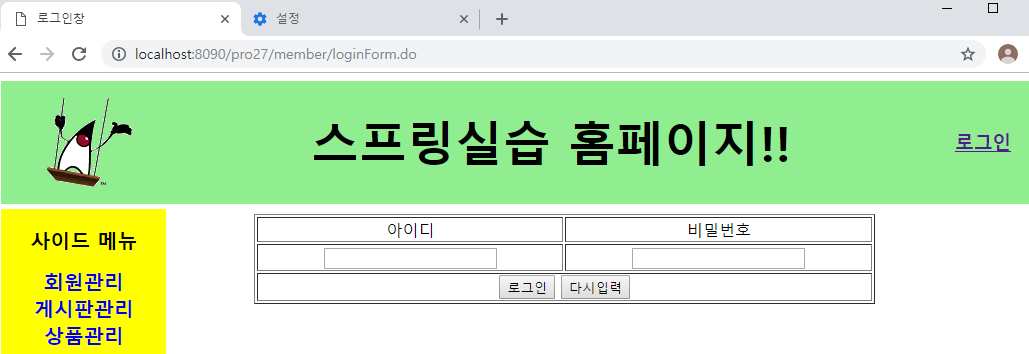 로그인창
설정
localhost:8090/pro27/member/loginForm.do
스프링실습 홈페이지!!
로그인
TM
사이드 메뉴
회원관리
게시판관리
상품관리
아이디 비밀번호
로그인 다시입력